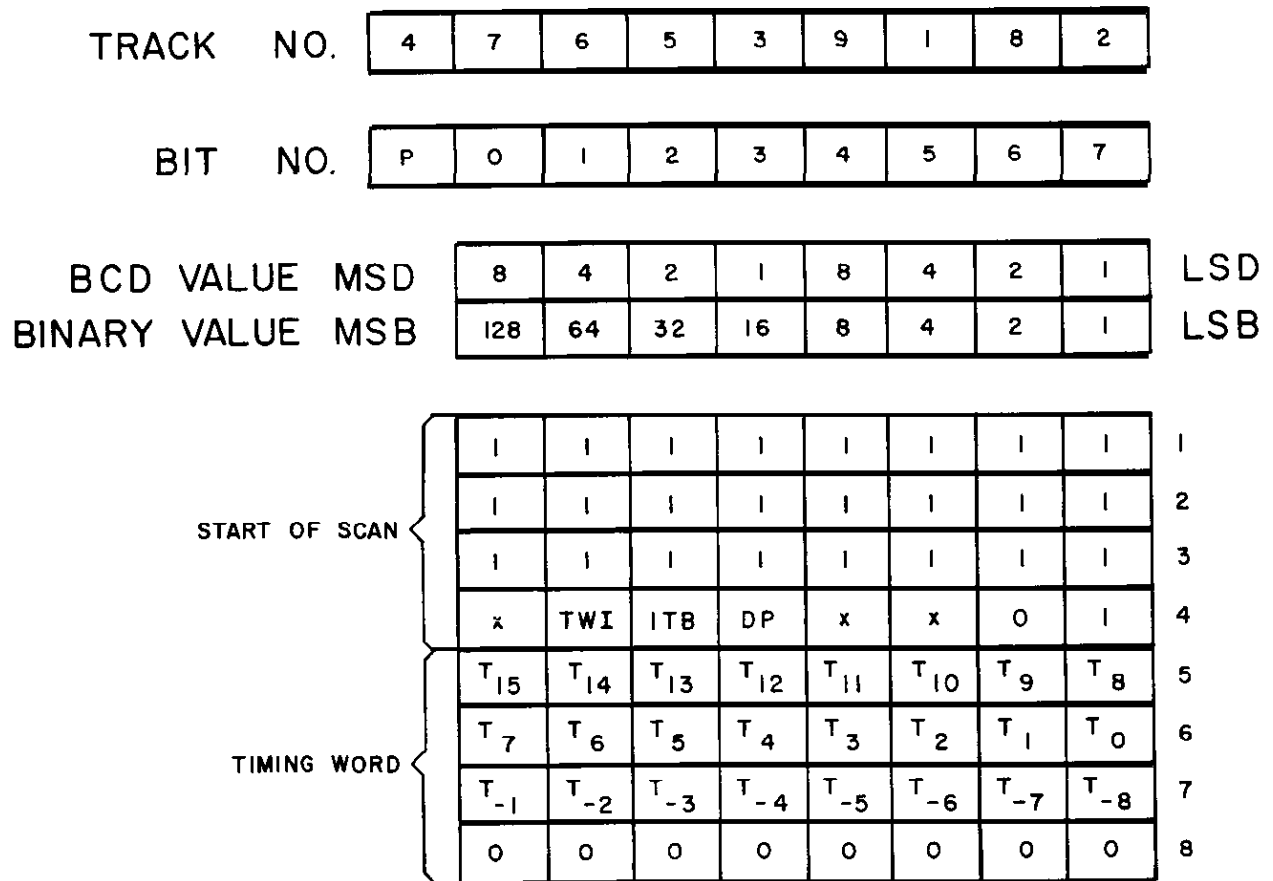 TRACK NO. 4 7 6 5 3 9 1 8 2
BIT NO. P 0 1 2 3 4 5 6 7
BCD VALUE MSD 8 4 2 1 8 4 2 1 LSD
BINARY VALUE MSB 128 64 32 16 8 4 2 1 LSB
1 1 1 1 1 1 1 1 1
1 1 1 1 1 1 1 1 2
START OF SCAN
1 1 1 1 1 1 1 1 3
X TWI ITB DP X X 0 1 4
T15 T14 T13 T12 T11 T10 T9 T8 5
T7 T6 T5 T4 T3 T2 T1 T0 6
TIMING WORD
T-1 T-2 T-3 T-4 T-5 T-6 T-7 T-8 7
0 0 0 0 0 0 0 0 8